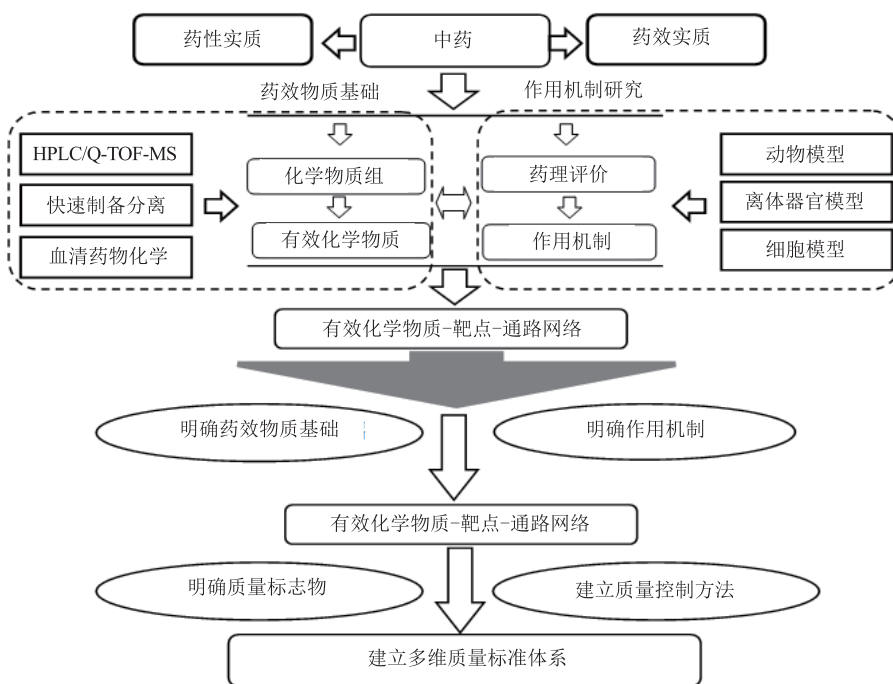 药性实质
中药
药效实质
药效物质基础
作用机制研究
HPLC/Q-TOF-MS
快速制备分离
血清药物化学
化学物质组
有效化学物质
药理评价
作用机制
动物模型
离体器官模型
细胞模型
有效化学物质-靶点-通路网络
明确药效物质基础
明确作用机制
有效化学物质-靶点-通路网络
明确质量标志物
建立质量控制方法
建立多维质量标准体系